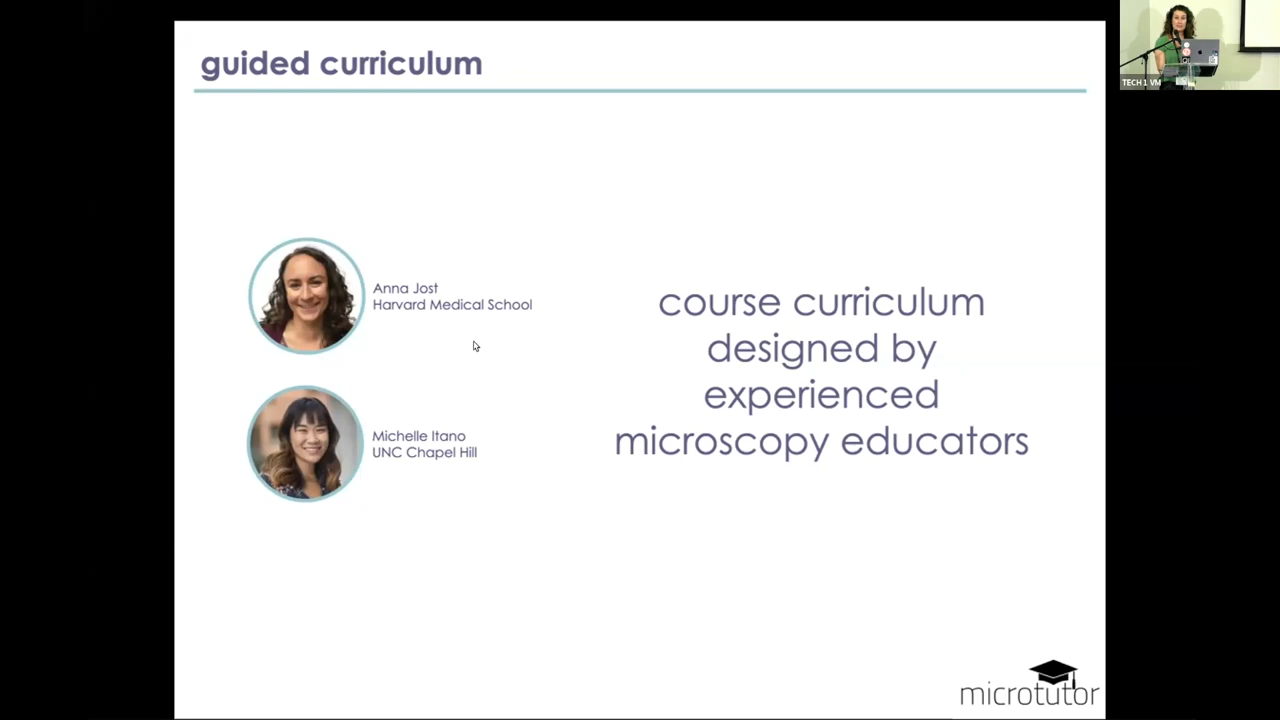 guided curriculum
TECH 1 VM
Anna Jost
Harvard Medical School
Michelle Itano
UNC Chapel Hill
course curriculum
designed by
experienced
microscopy educators
microtutor